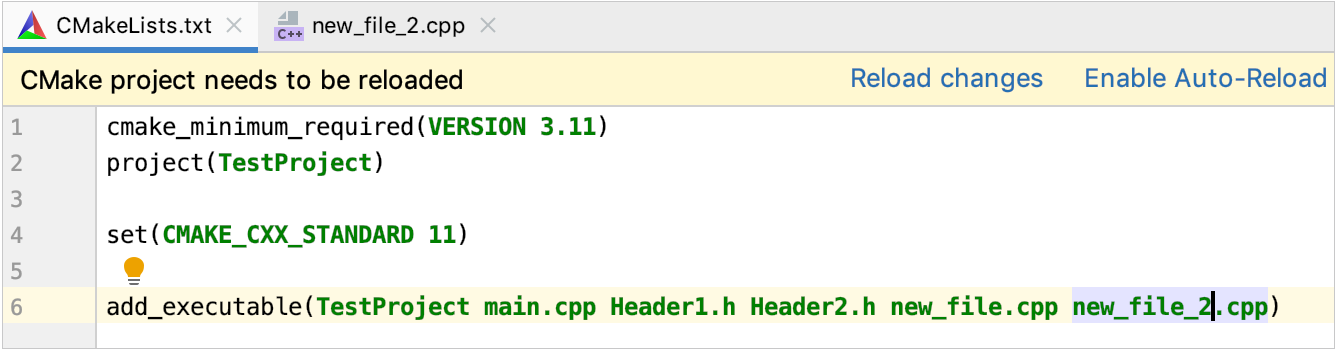 CMakeLists.txt C++ new_file_2.cpp
CMake project needs to be reloaded Reload changes Enable Auto-Reload
1 cmake_minimum_required(VERSION 3.11)
2 project(TestProject)
3
4 set(CMAKE_CXX_STANDARD 11)
5
6 add_executable(TestProject main.cpp Header1.h Header2.h new_file.cpp new_file_2.cpp)